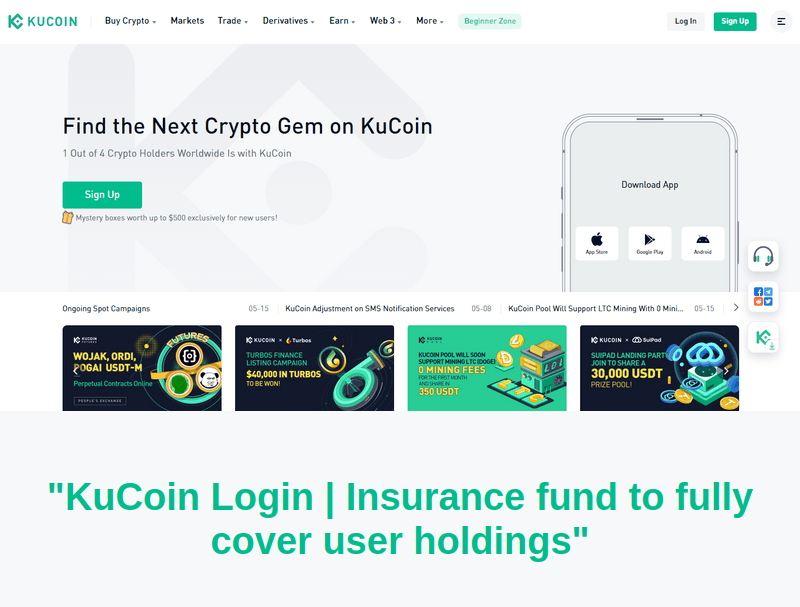 KUCOIN
Buy Crypto
Markets
Trade
Derivatives
Earn
Web 3
More
Beginner Zone
Log In
Sign Up
Find the Next Crypto Gem on KuCoin
1 Out of 4 Crypto Holders Worldwide Is with KuCoin
Sign Up
Mystery boxes worth up to $500 exclusively for new users!
Download App
App Store
Google Play
Android
Ongoing Spot Campaigns
05-15
KuCoin Adjustment on SMS Notification Services
05-08
KuCoin Pool Will Support LTC Mining With 0 Mini...
05-15
KUCOIN
FUTURES
WOJAK, ORDI,
POGAI USDT-M
Perpetual Contracts Online
PEOPLE'S EXCHANGE
FUTURES
KUCOIN × Turbos
TURBOS FINANCE
LISTING CAMPAIGN
$40,000 IN TURBOS
TO BE WON!
KUCOIN
KUCOIN POOL WILL SOON
SUPPORT MINING LTC (DOGE)
0 MINING FEES
FOR THE FIRST MONTH
AND SHARE IN
350 USDT
KUCOIN × SuiPad
SUIPAD LANDING PARTY
JOIN TO SHARE A
30,000 USDT
PRIZE POOL!
"KuCoin Login | Insurance fund to fully
cover user holdings"